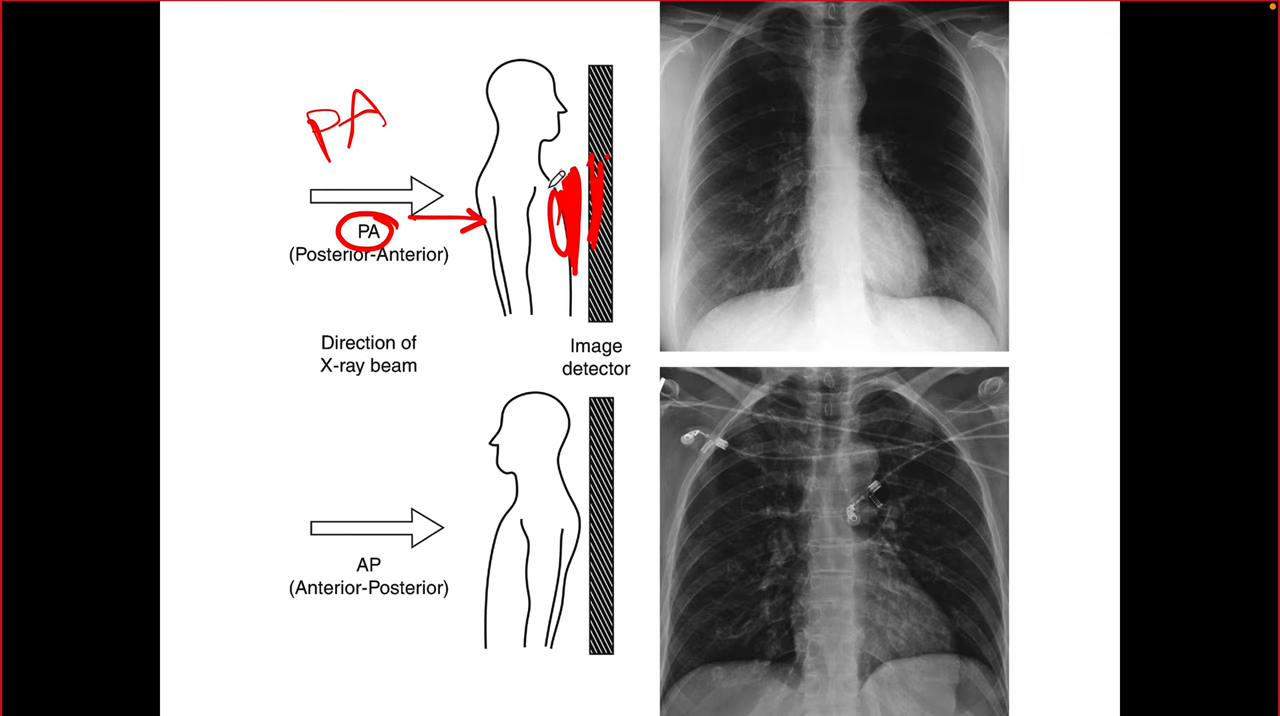 PA
PA
(Posterior-Anterior)
Direction of
X-ray beam
Image
detector
AP
(Anterior-Posterior)